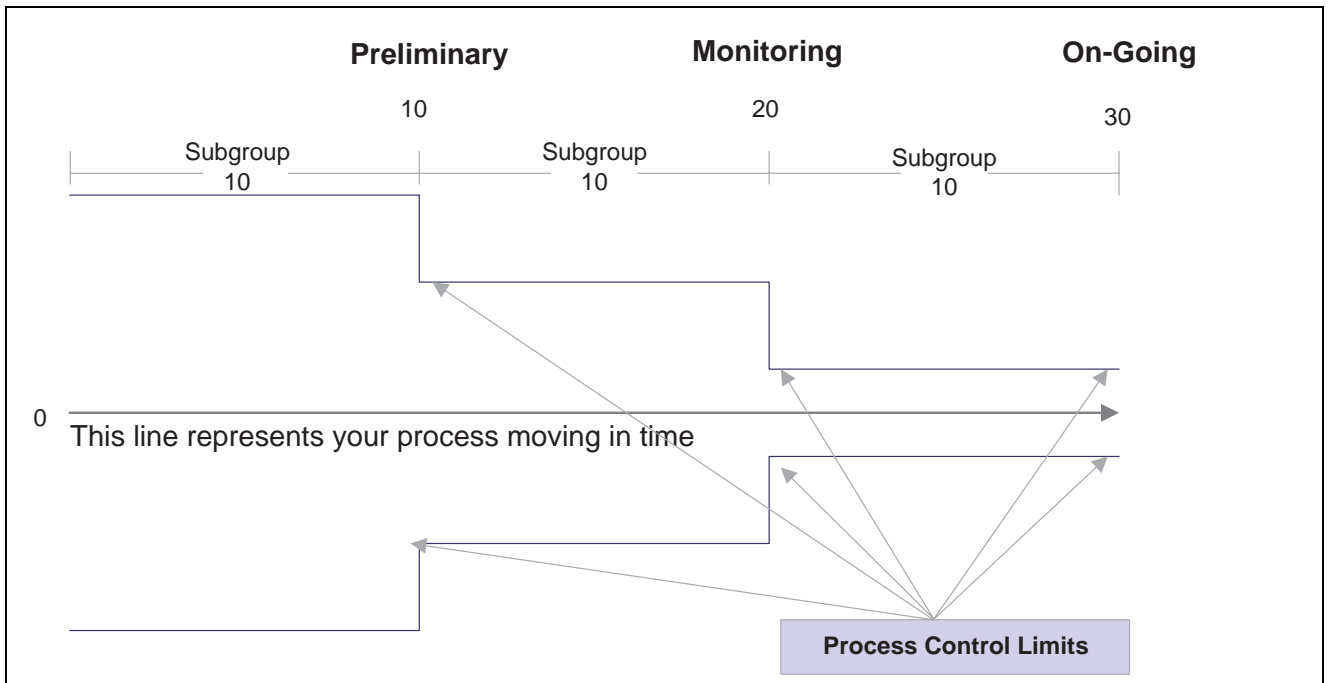 Preliminary
Monitoring
On-Going
10
20
30
Subgroup
10
Subgroup
10
Subgroup
10
0
This line represents your process moving in time
Process Control Limits